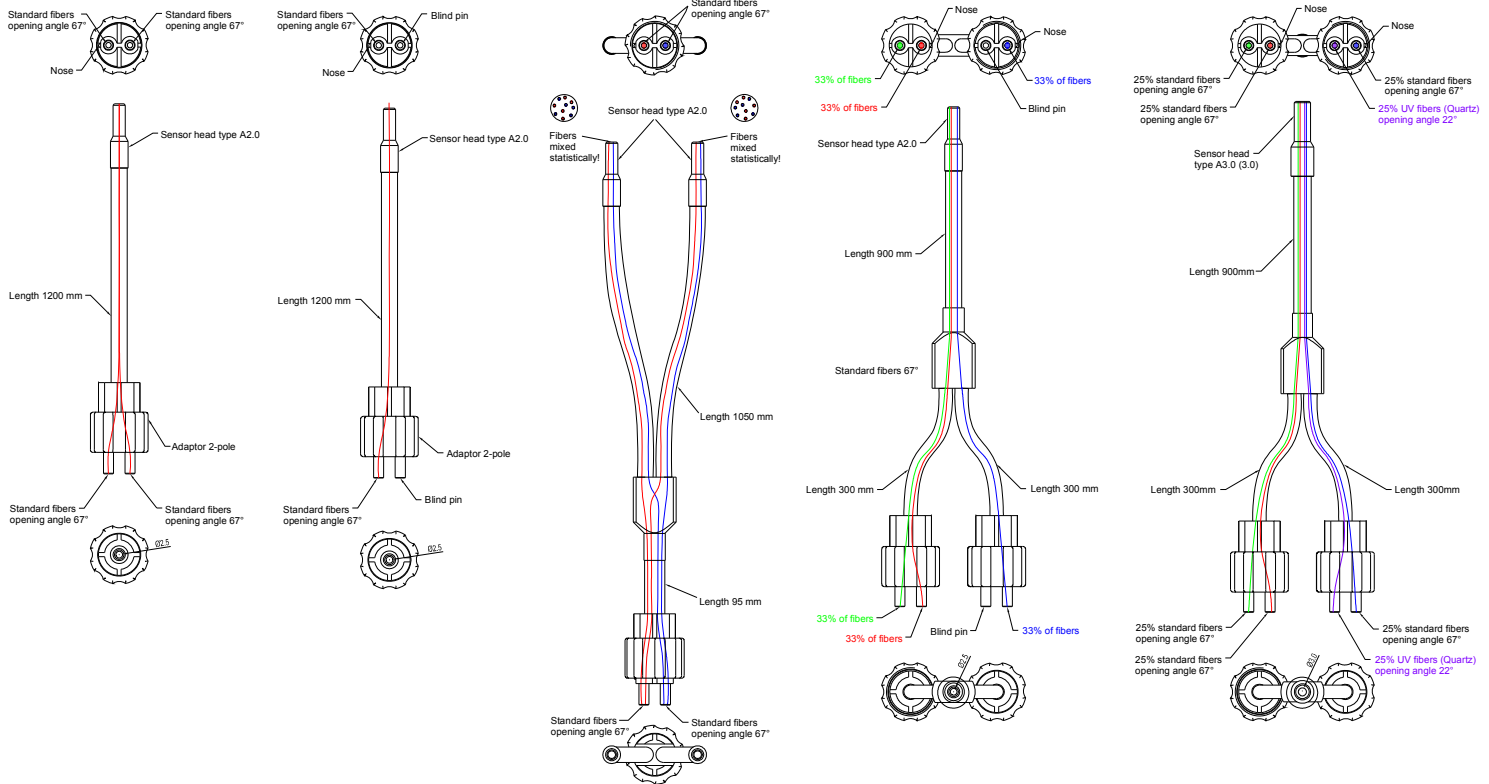 Standard fibers
opening angle 67°
Standard fibers
opening angle 67°
Nose
Sensor head type A2.0
Length 1200 mm
Adaptor 2-pole
Standard fibers
opening angle 67°
Standard fibers
opening angle 67°
Ø2.5
Standard fibers
opening angle 67°
Blind pin
Nose
Sensor head type A2.0
Length 1200 mm
Adaptor 2-pole
Standard fibers
opening angle 67°
Blind pin
Ø2.5
Standard fibers
opening angle 67°
Sensor head type A2.0
Fibers
mixed
statistically!
Fibers
mixed
statistically!
Length 1050 mm
Length 95 mm
Standard fibers
opening angle 67°
Standard fibers
opening angle 67°
Nose
Nose
33% of fibers
33% of fibers
33% of fibers
Blind pin
Sensor head type A2.0
Length 900 mm
Standard fibers 67°
Length 300 mm
Length 300 mm
33% of fibers
33% of fibers
Blind pin
33% of fibers
Ø2.5
Nose
Nose
25% standard fibers
opening angle 67°
25% standard fibers
opening angle 67°
25% standard fibers
opening angle 67°
25% UV fibers (Quartz)
opening angle 22°
Sensor head
type A3.0 (3.0)
Length 900mm
Length 300mm
Length 300mm
25% standard fibers
opening angle 67°
25% standard fibers
opening angle 67°
25% standard fibers
opening angle 67°
25% UV fibers (Quartz)
opening angle 22°
Ø3.0